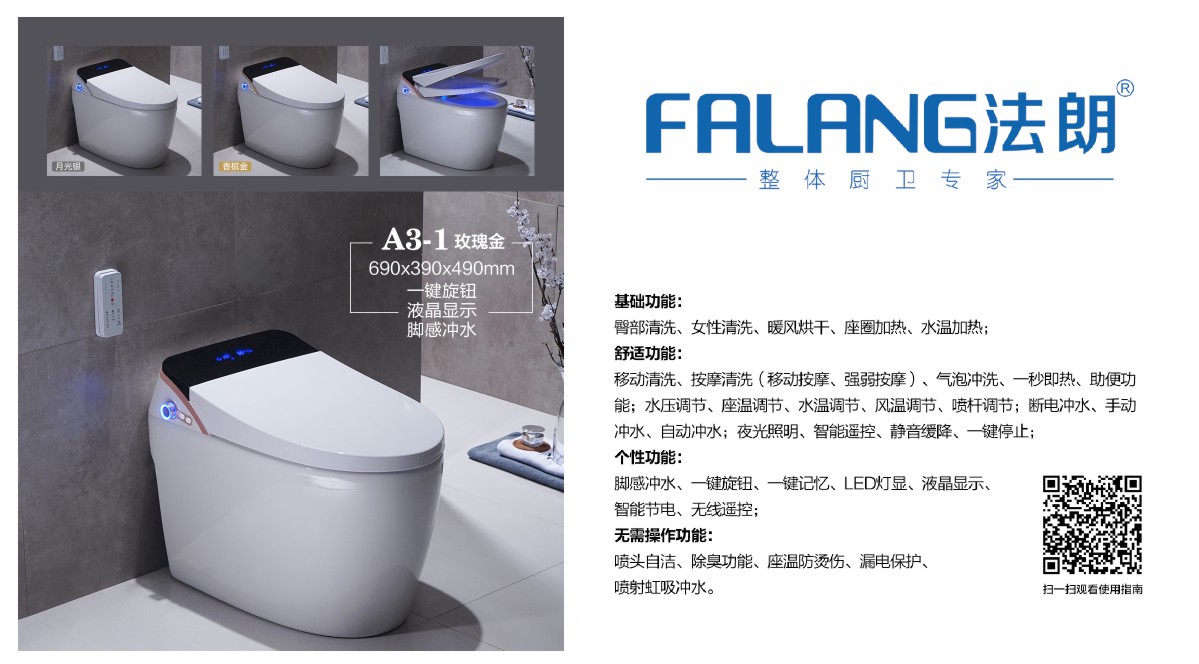 月光银
香槟金
A3-1 玫瑰金
690x390x490mm
一键旋钮
液晶显示
脚感冲水
FALANG法朗®
整体厨卫专家
基础功能：
臀部清洗、女性清洗、暖风烘干、座圈加热、水温加热；
舒适功能：
移动清洗、按摩清洗（移动按摩、强弱按摩）、气泡冲洗、一秒即热、助便功
能；水压调节、座温调节、水温调节、风温调节、喷杆调节；断电冲水、手动
冲水、自动冲水；夜光照明、智能遥控、静音缓降、一键停止；
个性功能：
脚感冲水、一键旋钮、一键记忆、LED灯显、液晶显示、
智能节电、无线遥控；
无需操作功能：
喷头自洁、除臭功能、座温防烫伤、漏电保护、
喷射虹吸冲水。
扫一扫观看使用指南